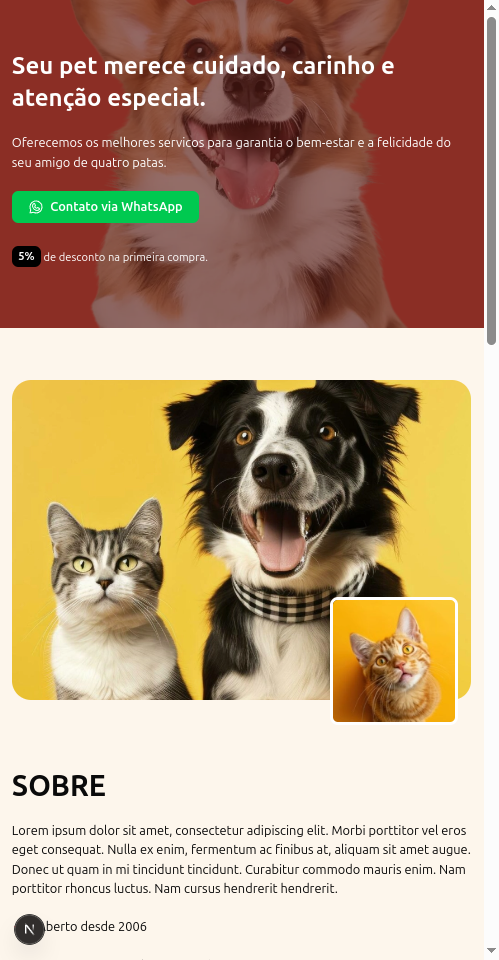 Seu pet merece cuidado, carinho e
atenção especial.
Oferecemos os melhores servicos para garantia o bem-estar e a felicidade do
seu amigo de quatro patas.
Contato via WhatsApp
5% de desconto na primeira compra.
SOBRE
Lorem ipsum dolor sit amet, consectetur adipiscing elit. Morbi porttitor vel eros
eget consequat. Nulla ex enim, fermentum ac finibus at, aliquam sit amet augue.
Donec ut quam in mi tincidunt tincidunt. Curabitur commodo mauris enim. Nam
porttitor rhoncus luctus. Nam cursus hendrerit hendrerit.
N
berto desde 2006